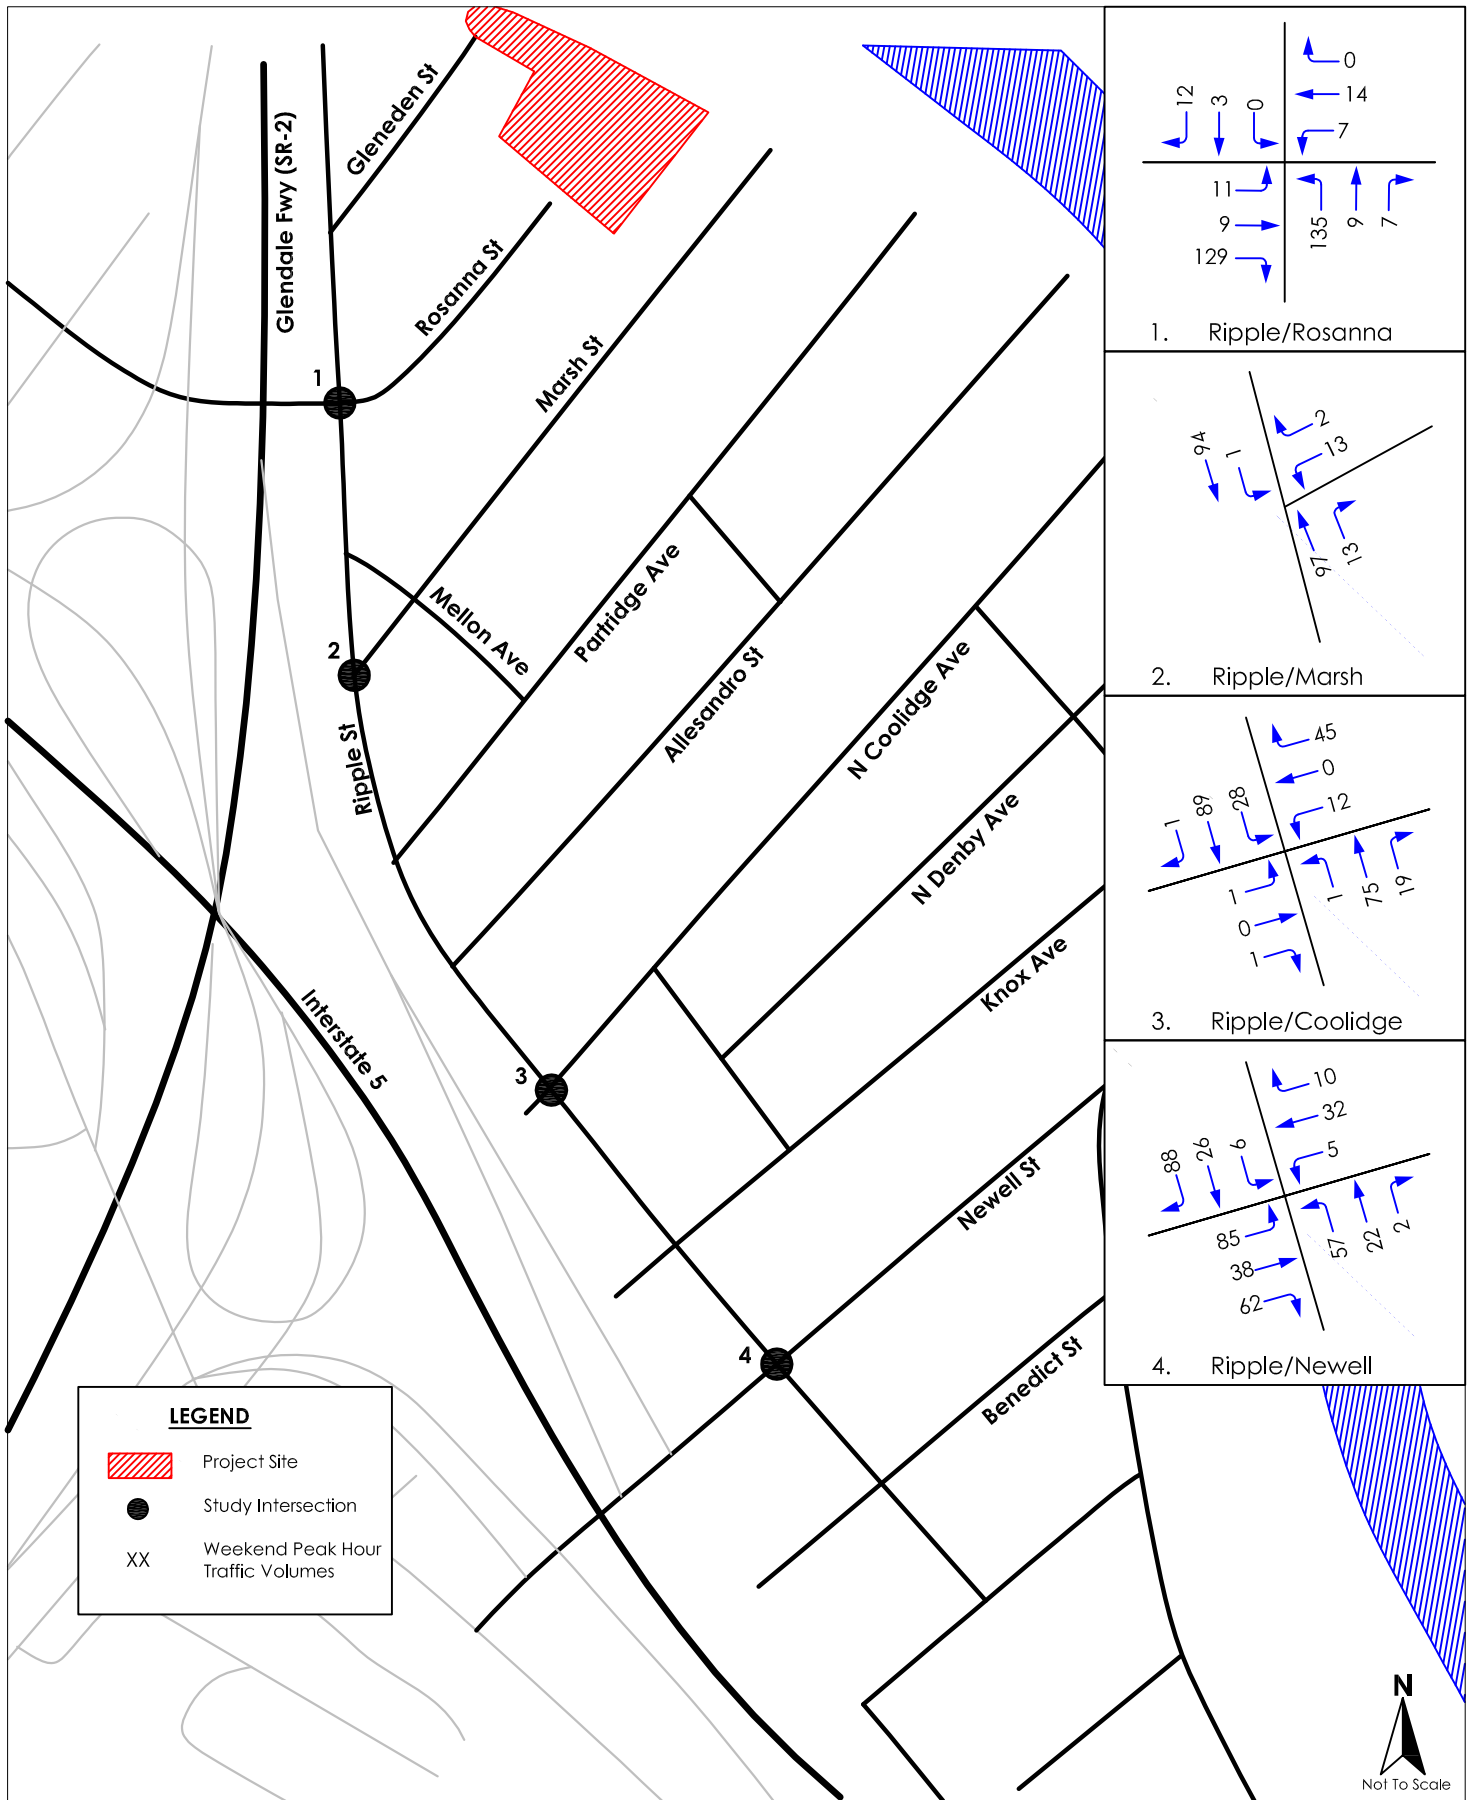 Gleneden St
Glendale Fwy (SR-2)
Rosanna St
1
Marsh St
Mellon Ave
Partridge Ave
2
Ripple St
Allesandro St
N Coolidge Ave
N Denby Ave
Knox Ave
Interstate 5
3
Newell St
4
Benedict St
12
3
0
0
14
7
11
9
129
135
9
7
1. Ripple/Rosanna
94
1
2
13
97
13
2. Ripple/Marsh
1
89
28
45
0
12
1
0
1
1
75
19
3. Ripple/Coolidge
88
26
6
10
32
5
85
38
62
57
22
2
4. Ripple/Newell
LEGEND
Project Site
Study Intersection
XX
Weekend Peak Hour
Traffic Volumes
N
Not To Scale